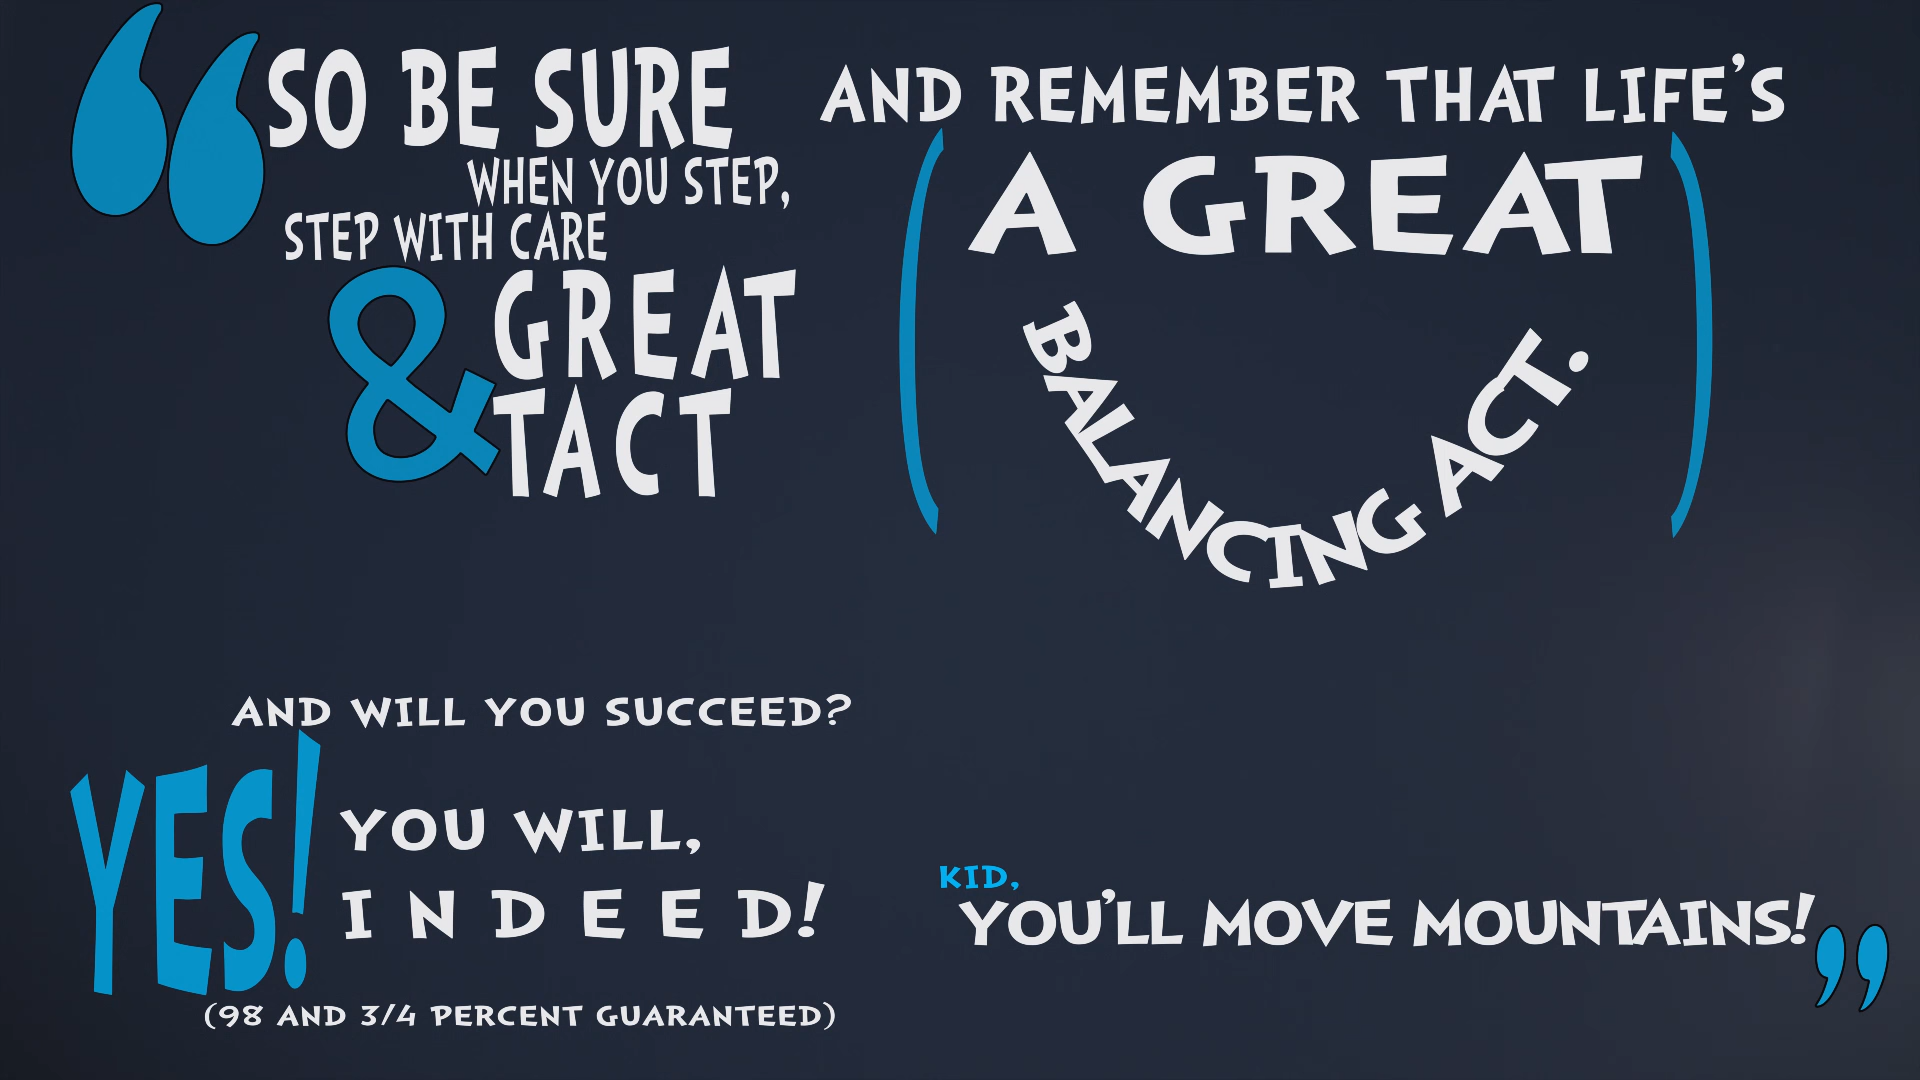 “SO BE SURE
WHEN YOU STEP,
STEP WITH CARE
& GREAT
TACT
AND REMEMBER THAT LIFE'S
(A GREAT
BALANCING ACT.)
AND WILL YOU SUCCEED?
YES! YOU WILL,
INDEED!
(98 AND 3/4 PERCENT GUARANTEED)
KID,
YOU'LL MOVE MOUNTAINS!”